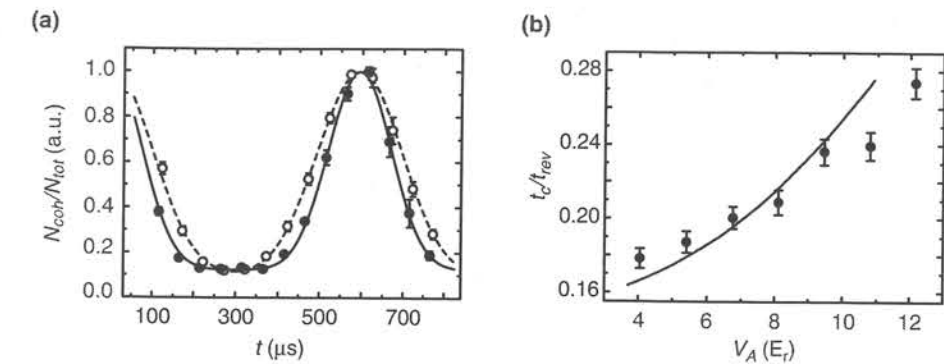 (a)
1.0
0.8
0.6
0.4
0.2
0.0
N_coh/N_tot (a.u.)
100 300 500 700
t (μs)
(b)
0.28
0.24
0.20
0.16
t_c/t_rev
4 6 8 10 12
V_A (E_r)